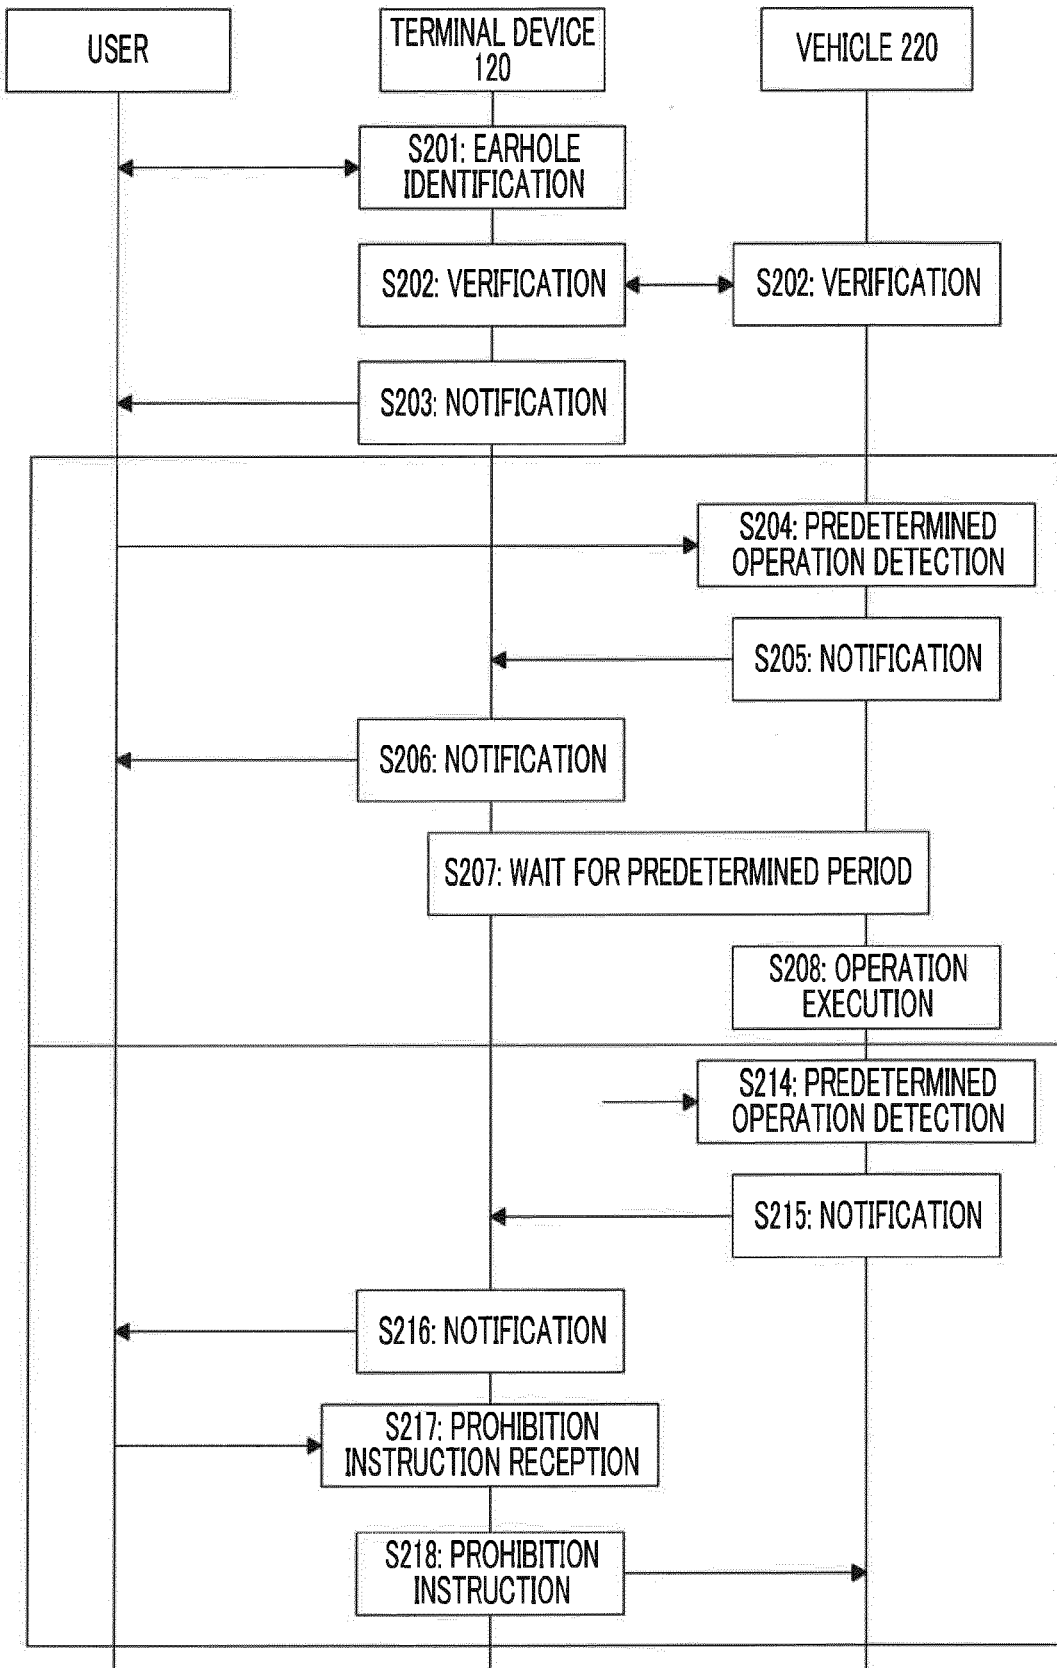 USER
TERMINAL DEVICE
120
VEHICLE 220
S201: EARHOLE
IDENTIFICATION
S202: VERIFICATION
S202: VERIFICATION
S203: NOTIFICATION
S204: PREDETERMINED
OPERATION DETECTION
S205: NOTIFICATION
S206: NOTIFICATION
S207: WAIT FOR PREDETERMINED PERIOD
S208: OPERATION
EXECUTION
S214: PREDETERMINED
OPERATION DETECTION
S215: NOTIFICATION
S216: NOTIFICATION
S217: PROHIBITION
INSTRUCTION RECEPTION
S218: PROHIBITION
INSTRUCTION